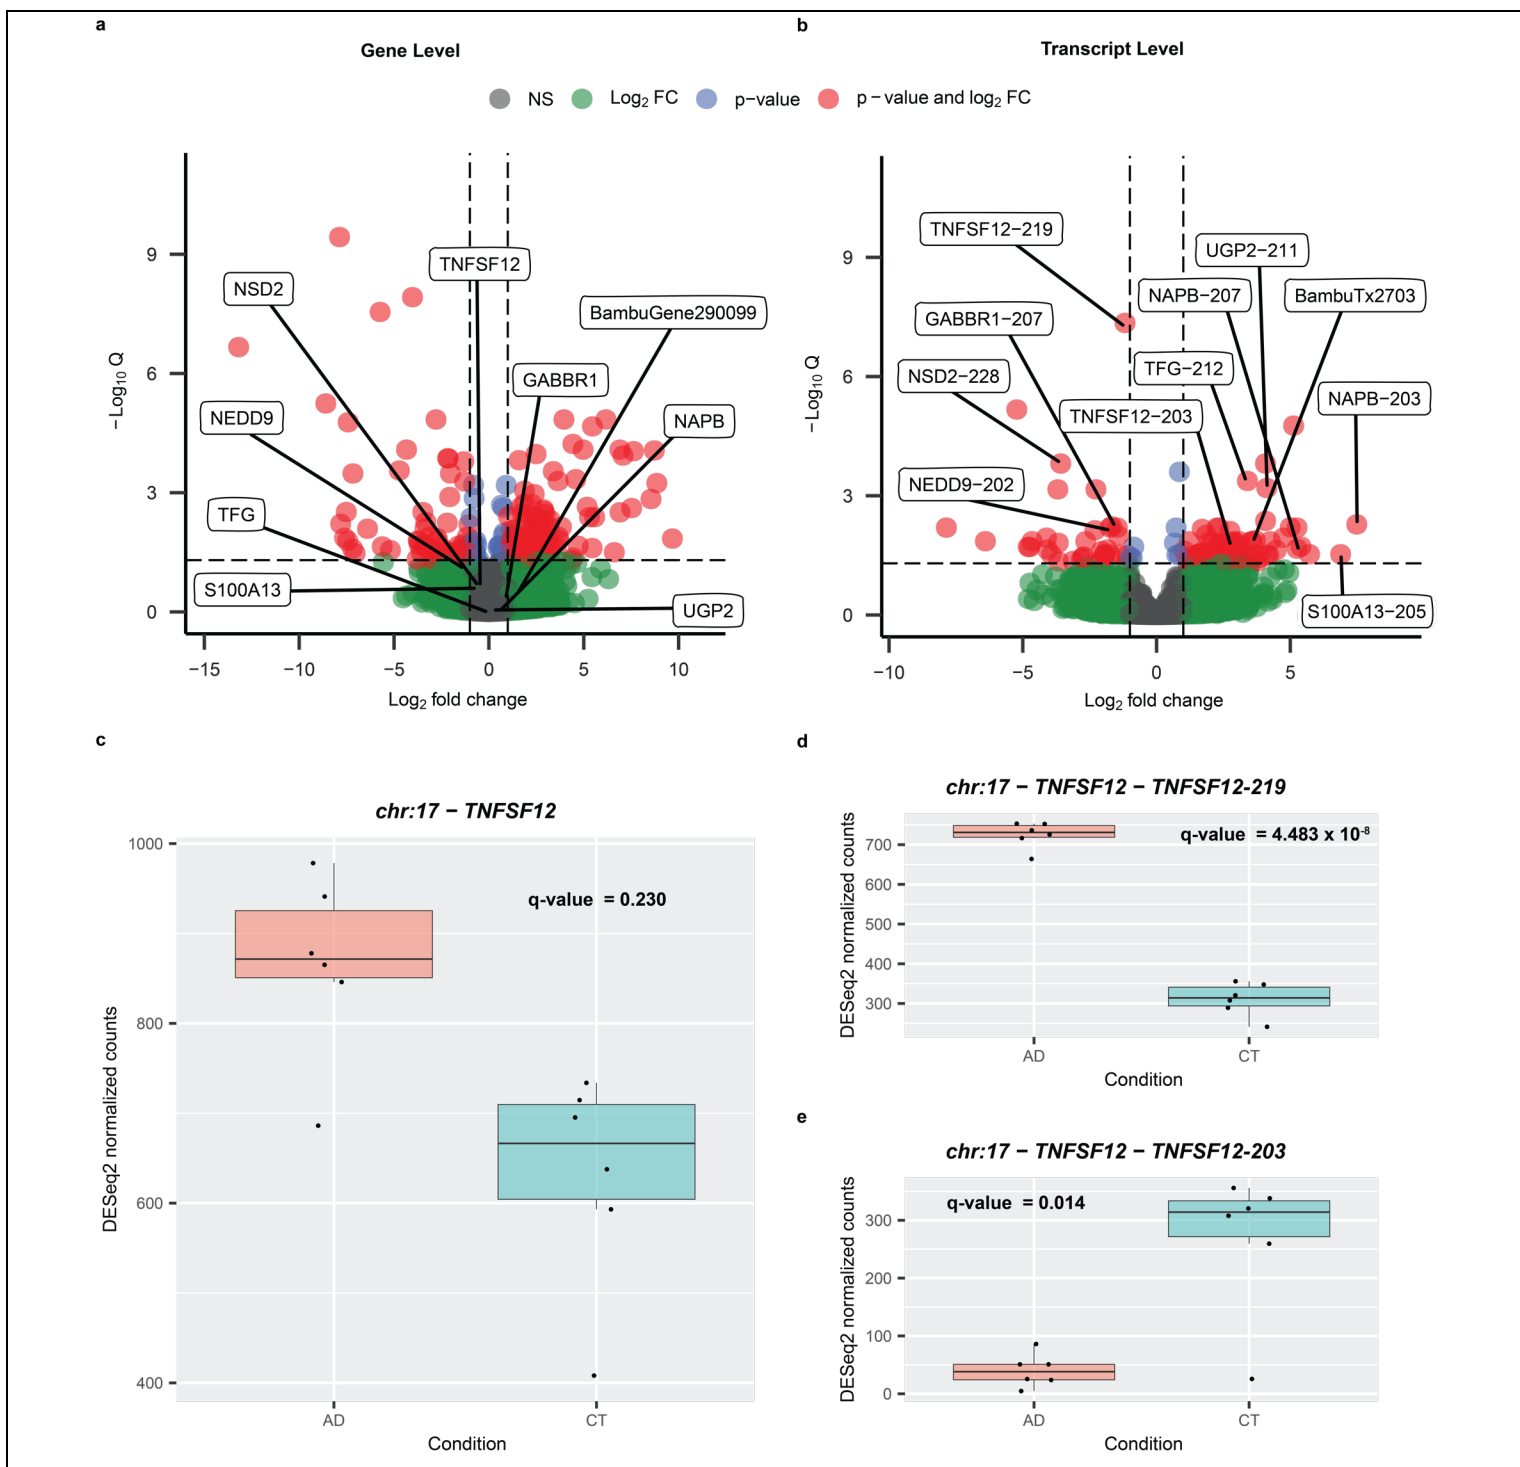 a
Gene Level
b
Transcript Level
NS
Log2 FC
p−value
p − value and log2 FC
−Log10 Q
9
6
3
0
−15
−10
−5
0
5
10
Log2 fold change
TNFSF12
NSD2
BambuGene290099
GABBR1
NEDD9
NAPB
TFG
S100A13
UGP2
−Log10 Q
9
6
3
0
−10
−5
0
5
Log2 fold change
TNFSF12−219
UGP2−211
NAPB−207
BambuTx2703
GABBR1−207
NSD2−228
TFG−212
NAPB−203
TNFSF12−203
NEDD9−202
S100A13−205
c
chr:17 − TNFSF12
q-value = 0.230
DESeq2 normalized counts
1000
800
600
400
AD
CT
Condition
d
chr:17 − TNFSF12 − TNFSF12-219
q-value = 4.483 x 10-8
DESeq2 normalized counts
700
600
500
400
300
AD
CT
Condition
e
chr:17 − TNFSF12 − TNFSF12-203
q-value = 0.014
DESeq2 normalized counts
300
200
100
0
AD
CT
Condition